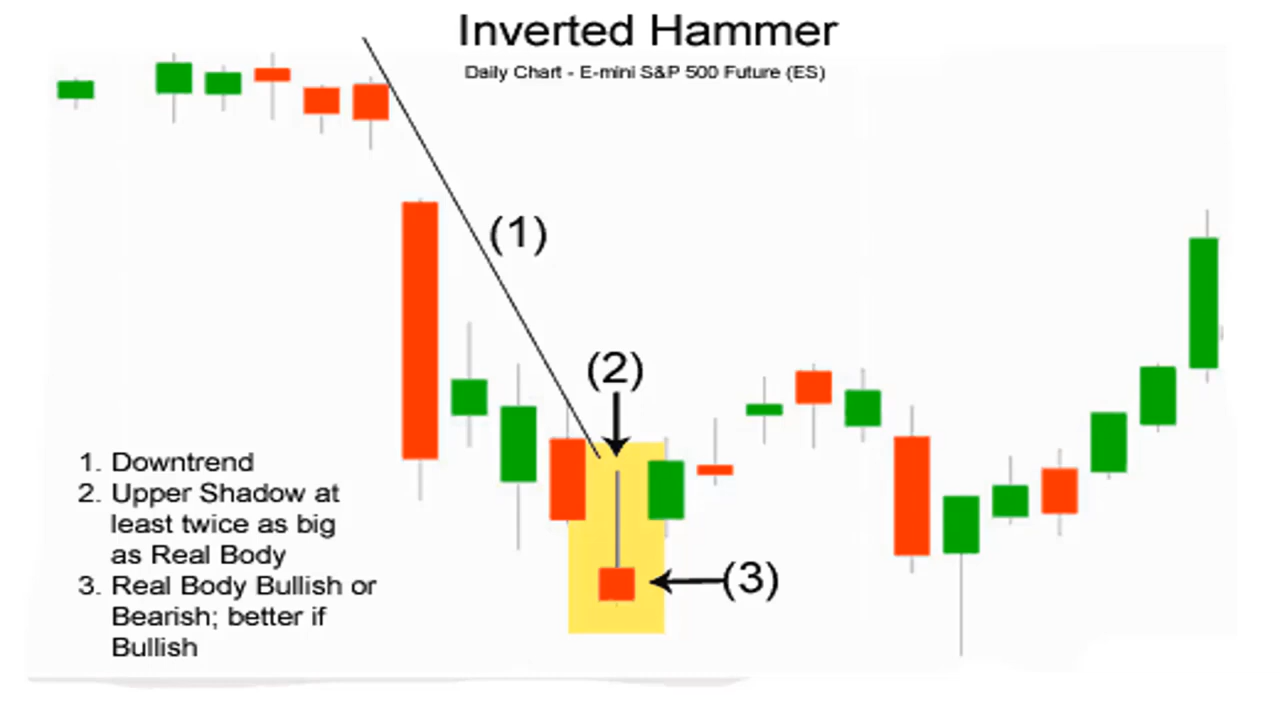 Inverted Hammer
Daily Chart - E-mini S&P 500 Future (ES)
(1)
(2)
(3)
1. Downtrend
2. Upper Shadow at
least twice as big
as Real Body
3. Real Body Bullish or
Bearish; better if
Bullish